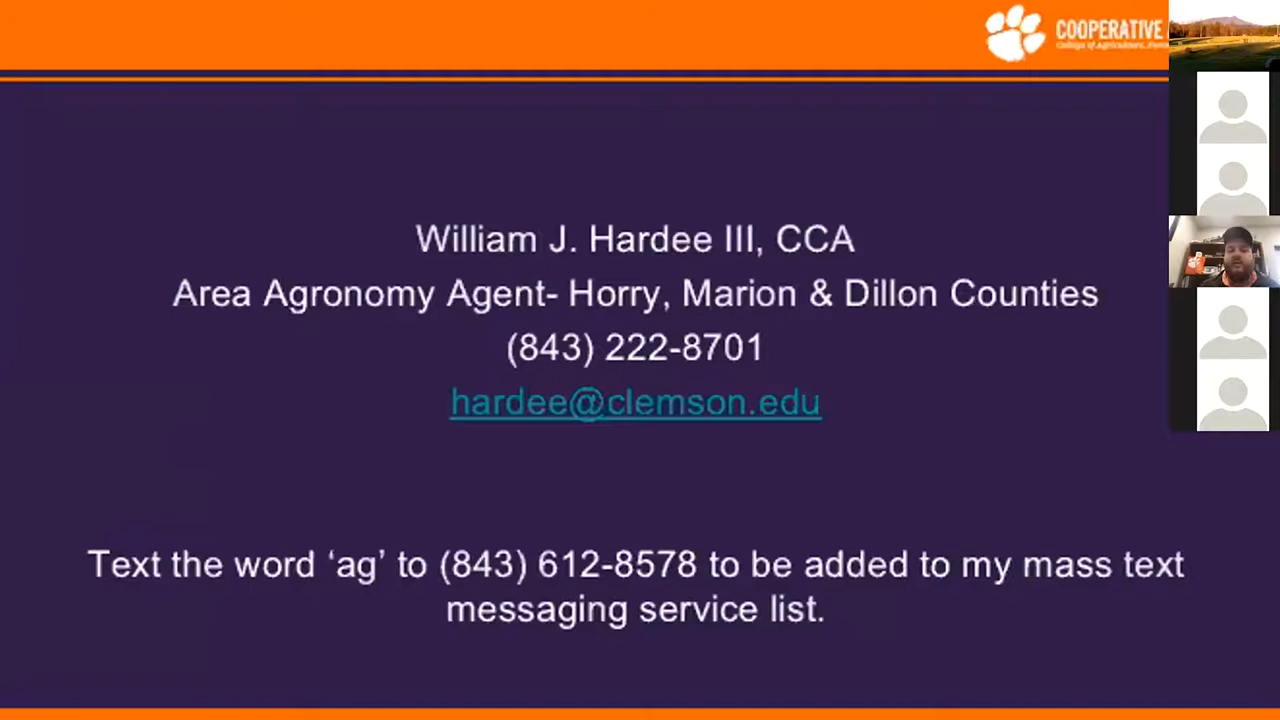 COOPERATIVE
William J. Hardee III, CCA
Area Agronomy Agent- Horry, Marion & Dillon Counties
(843) 222-8701
hardee@clemson.edu
Text the word ‘ag’ to (843) 612-8578 to be added to my mass text
messaging service list.